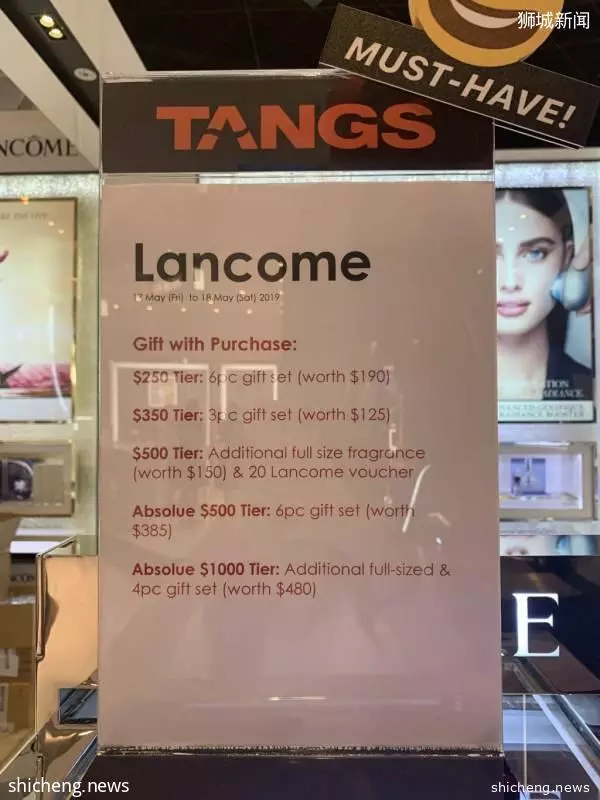 狮城新闻
MUST-HAVE!
TANGS
NCÔME
Lancome
17 May (Fri) to 18 May (Sat) 2019
Gift with Purchase:
$250 Tier: 6pc gift set (worth $190)
$350 Tier: 3pc gift set (worth $125)
$500 Tier: Additional full size fragrance
(worth $150) & 20 Lancome voucher
Absolue $500 Tier: 6pc gift set (worth
$385)
Absolue $1000 Tier: Additional full-sized &
4pc gift set (worth $480)
E
shicheng.news
shicheng.news